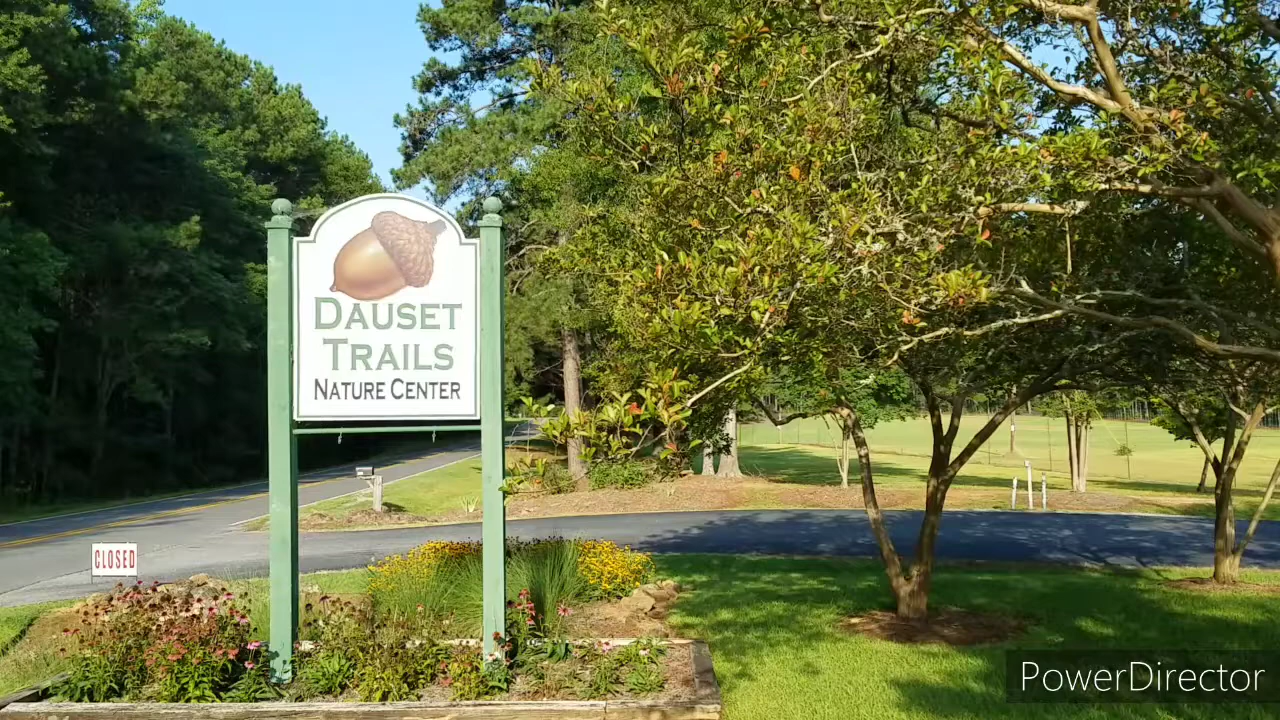 DAUSET
TRAILS
NATURE CENTER
CLOSED
PowerDirector